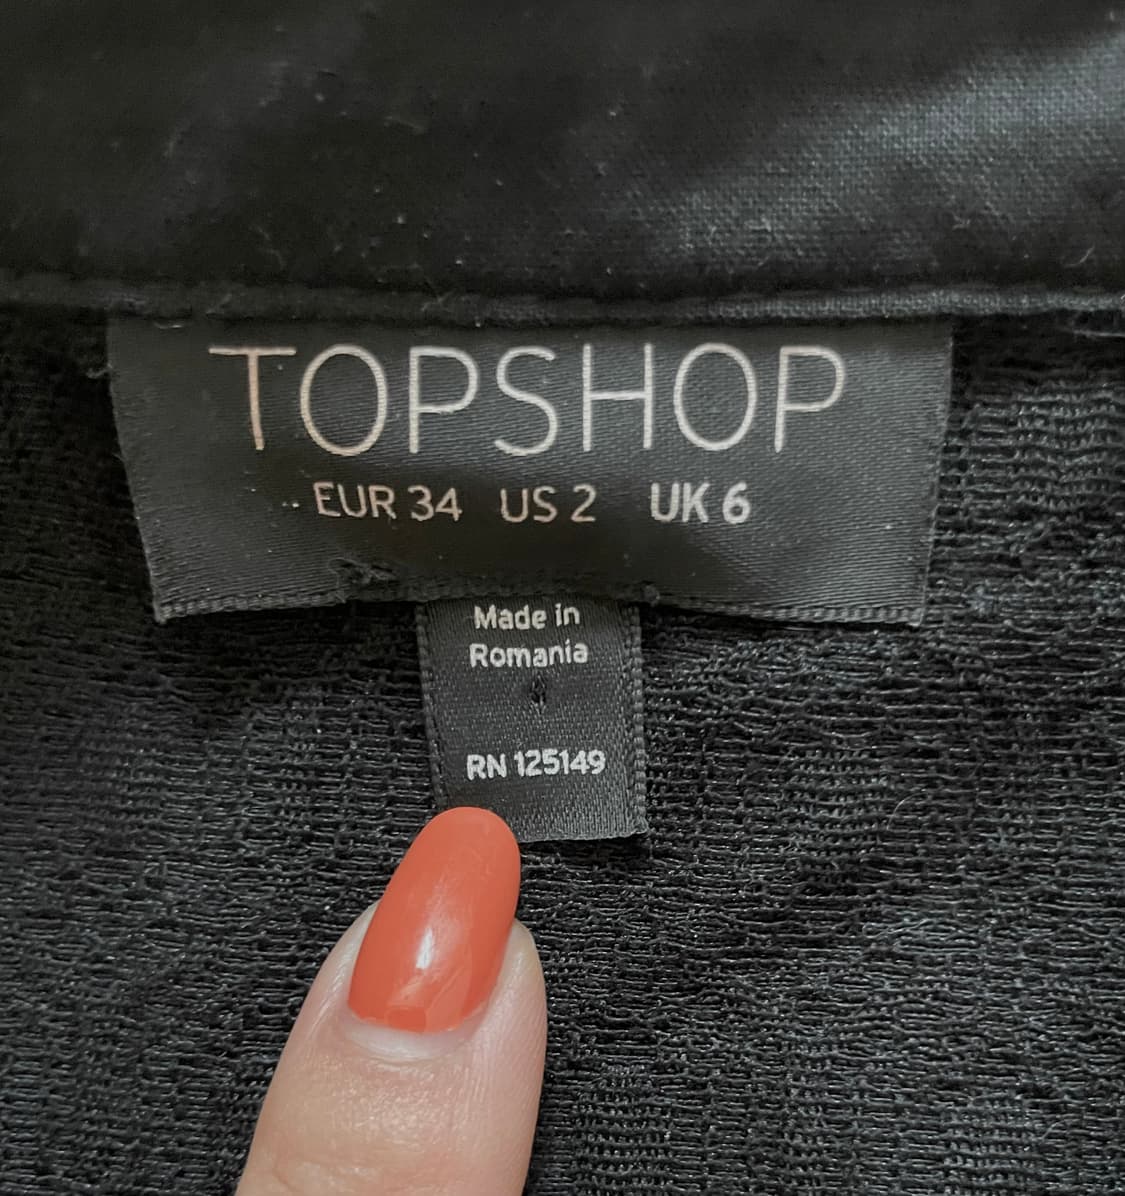 TOPSHOP
EUR 34 US 2 UK 6
Made in
Romania
RN 125149